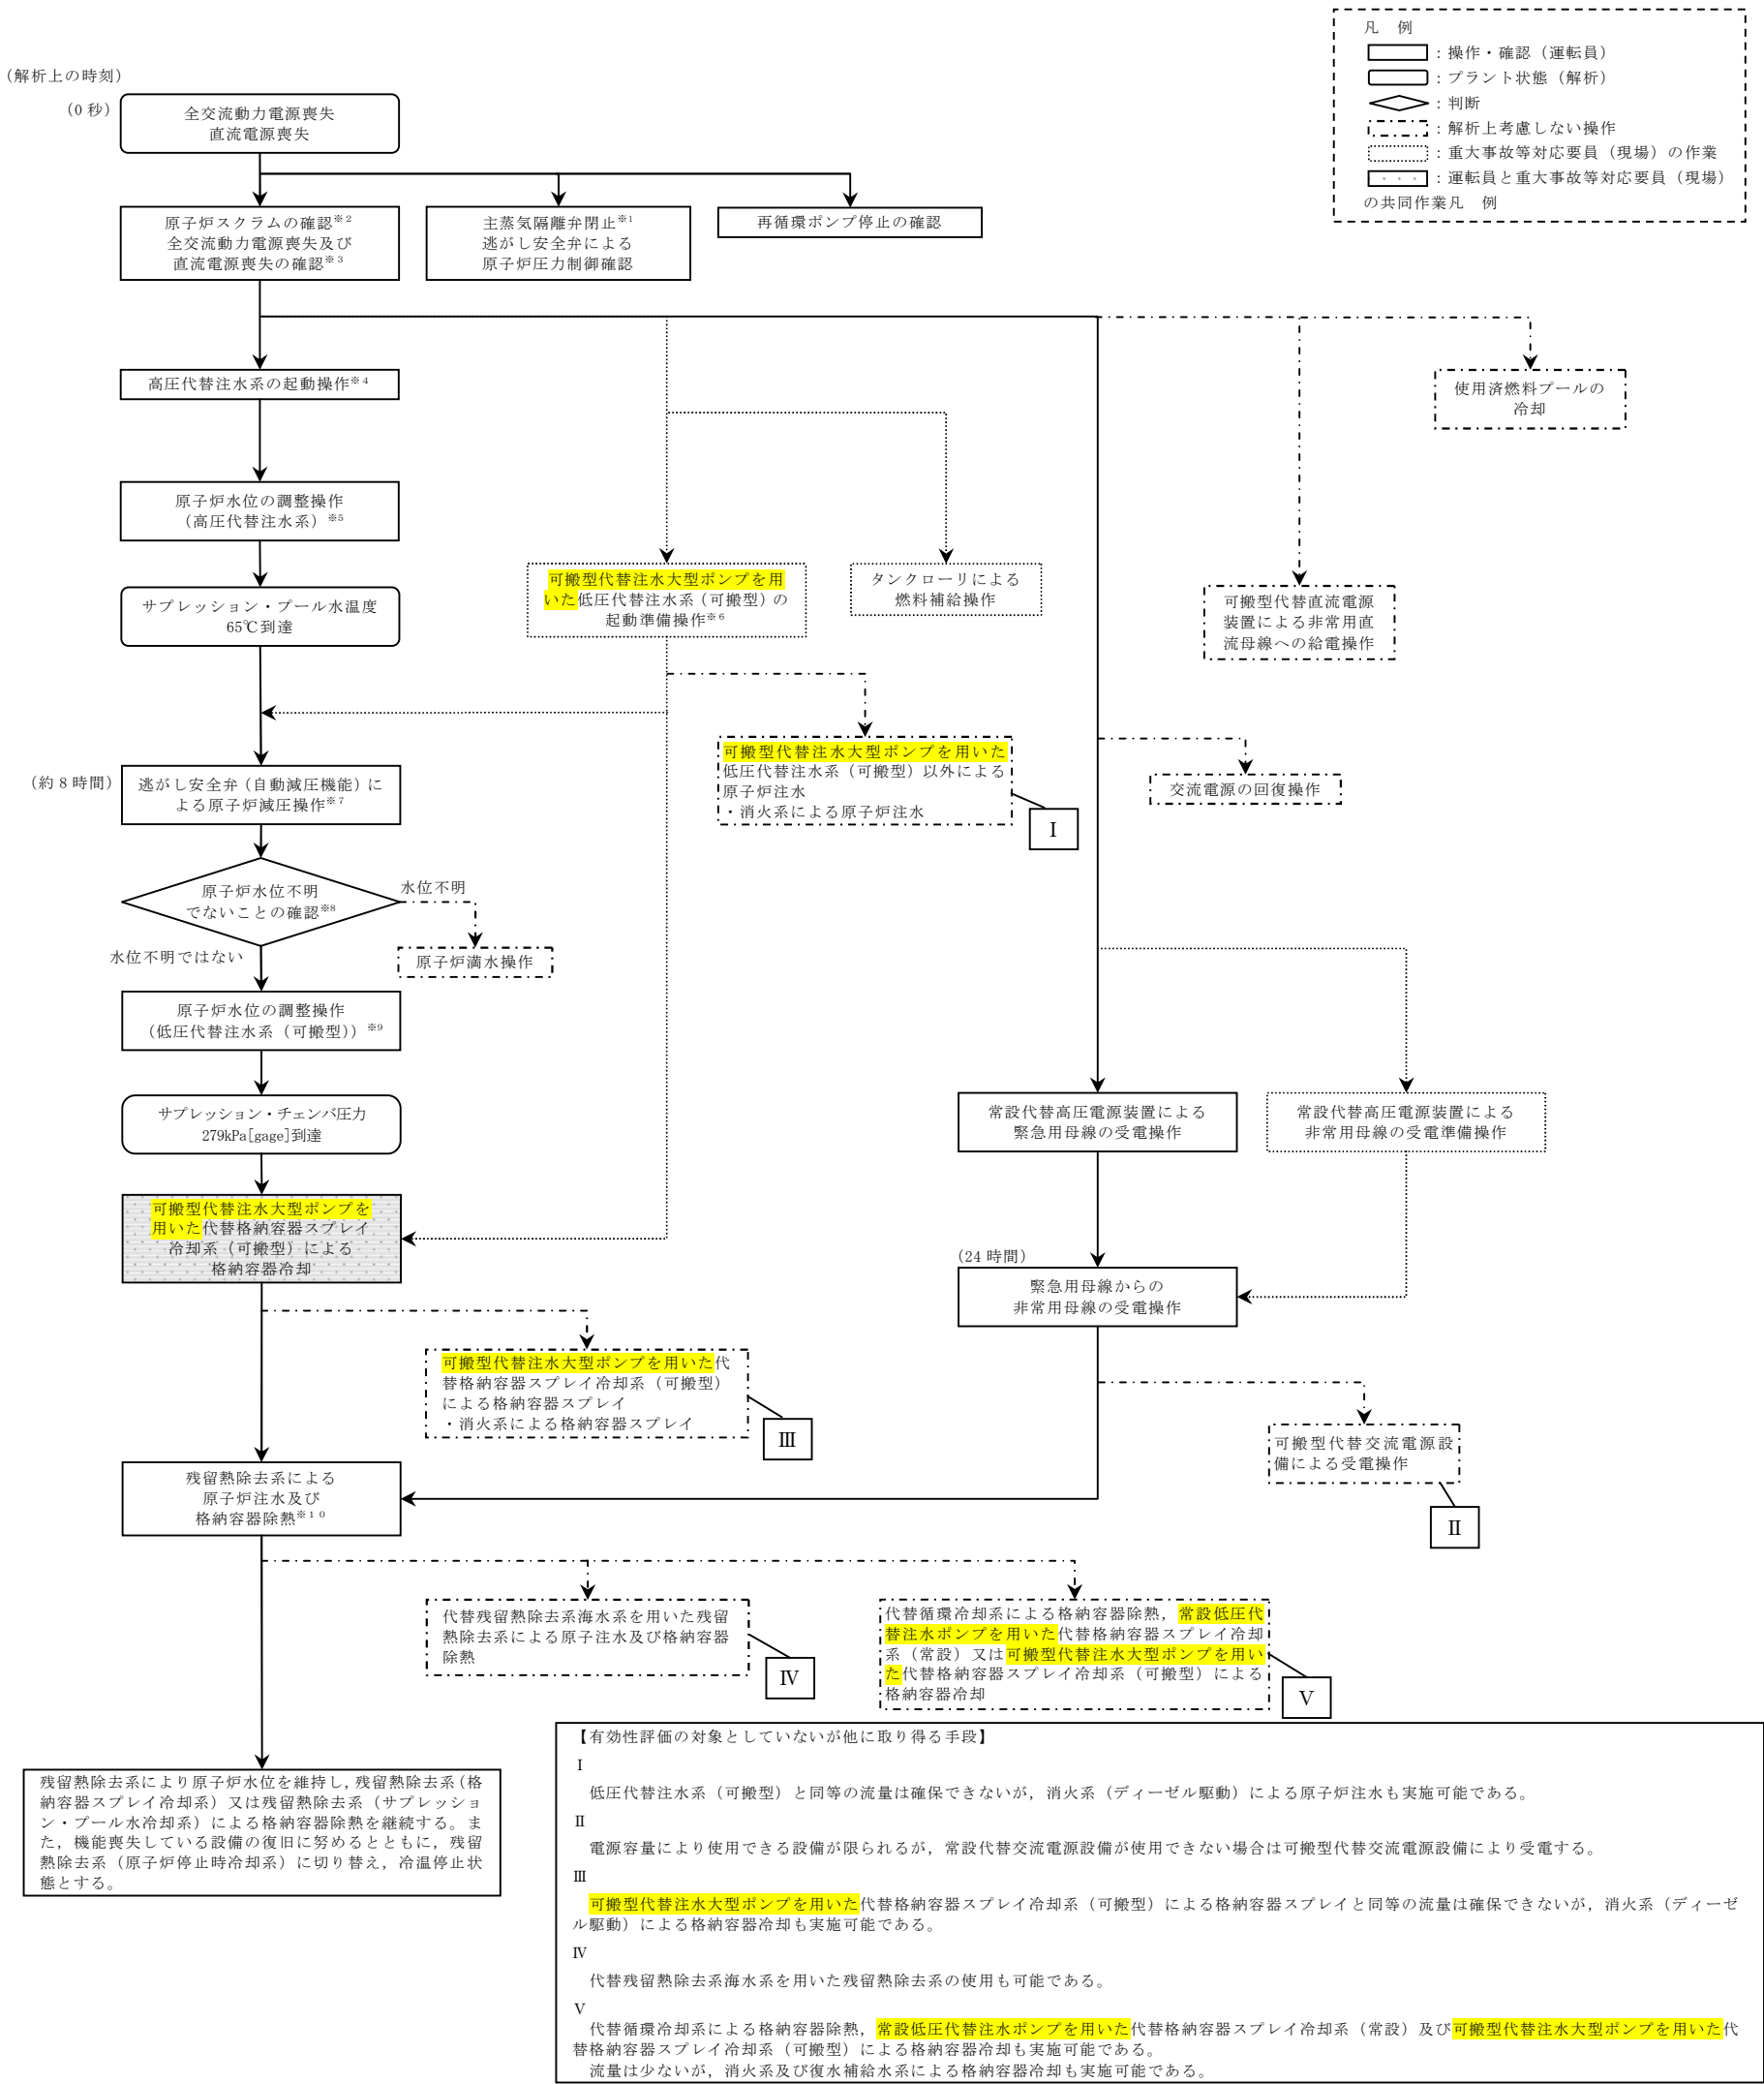 凡　例
：操作・確認（運転員）
：プラント状態（解析）
：判断
：解析上考慮しない操作
：重大事故等対応要員（現場）の作業
：運転員と重大事故等対応要員（現場）
の共同作業凡　例
（解析上の時刻）
（0 秒）
全交流動力電源喪失
直流電源喪失
原子炉スクラムの確認※2
全交流動力電源喪失及び
直流電源喪失の確認※3
主蒸気隔離弁閉止※1
逃がし安全弁による
原子炉圧力制御確認
再循環ポンプ停止の確認
高圧代替注水系の起動操作※4
使用済燃料プールの
冷却
原子炉水位の調整操作
（高圧代替注水系）※5
サプレッション・プール水温度
65℃到達
可搬型代替注水大型ポンプを用
いた低圧代替注水系（可搬型）の
起動準備操作※6
タンクローリによる
燃料補給操作
可搬型代替直流電源
装置による非常用直
流母線への給電操作
（約 8 時間）
逃がし安全弁（自動減圧機能）に
よる原子炉減圧操作※7
可搬型代替注水大型ポンプを用いた
低圧代替注水系（可搬型）以外による
原子炉注水
・消火系による原子炉注水
Ⅰ
交流電源の回復操作
原子炉水位不明
でないことの確認※8
水位不明
水位不明ではない
原子炉満水操作
原子炉水位の調整操作
（低圧代替注水系（可搬型））※9
サプレッション・チェンバ圧力
279kPa[gage]到達
常設代替高圧電源装置による
緊急用母線の受電操作
常設代替高圧電源装置による
非常用母線の受電準備操作
可搬型代替注水大型ポンプを
用いた代替格納容器スプレイ
冷却系（可搬型）による
格納容器冷却
（24 時間）
緊急用母線からの
非常用母線の受電操作
可搬型代替注水大型ポンプを用いた代
替格納容器スプレイ冷却系（可搬型）
による格納容器スプレイ
・消火系による格納容器スプレイ
Ⅲ
可搬型代替交流電源設
備による受電操作
Ⅱ
残留熱除去系による
原子炉注水及び
格納容器除熱※10
代替残留熱除去系海水系を用いた残留
熱除去系による原子注水及び格納容器
除熱
Ⅳ
代替循環冷却系による格納容器除熱，常設低圧代
替注水ポンプを用いた代替格納容器スプレイ冷却
系（常設）又は可搬型代替注水大型ポンプを用い
た代替格納容器スプレイ冷却系（可搬型）による
格納容器冷却
Ⅴ
残留熱除去系により原子炉水位を維持し，残留熱除去系（格
納容器スプレイ冷却系）又は残留熱除去系（サプレッショ
ン・プール水冷却系）による格納容器除熱を継続する。ま
た，機能喪失している設備の復旧に努めるとともに，残留
熱除去系（原子炉停止時冷却系）に切り替え，冷温停止状
態とする。
【有効性評価の対象としていないが他に取り得る手段】
Ⅰ
低圧代替注水系（可搬型）と同等の流量は確保できないが，消火系（ディーゼル駆動）による原子炉注水も実施可能である。
Ⅱ
電源容量により使用できる設備が限られるが，常設代替交流電源設備が使用できない場合は可搬型代替交流電源設備により受電する。
Ⅲ
可搬型代替注水大型ポンプを用いた代替格納容器スプレイ冷却系（可搬型）による格納容器スプレイと同等の流量は確保できないが，消火系（ディーゼ
ル駆動）による格納容器冷却も実施可能である。
Ⅳ
代替残留熱除去系海水系を用いた残留熱除去系の使用も可能である。
Ⅴ
代替循環冷却系による格納容器除熱，常設低圧代替注水ポンプを用いた代替格納容器スプレイ冷却系（常設）及び可搬型代替注水大型ポンプを用いた代
替格納容器スプレイ冷却系（可搬型）による格納容器冷却も実施可能である。
流量は少ないが，消火系及び復水補給水系による格納容器冷却も実施可能である。